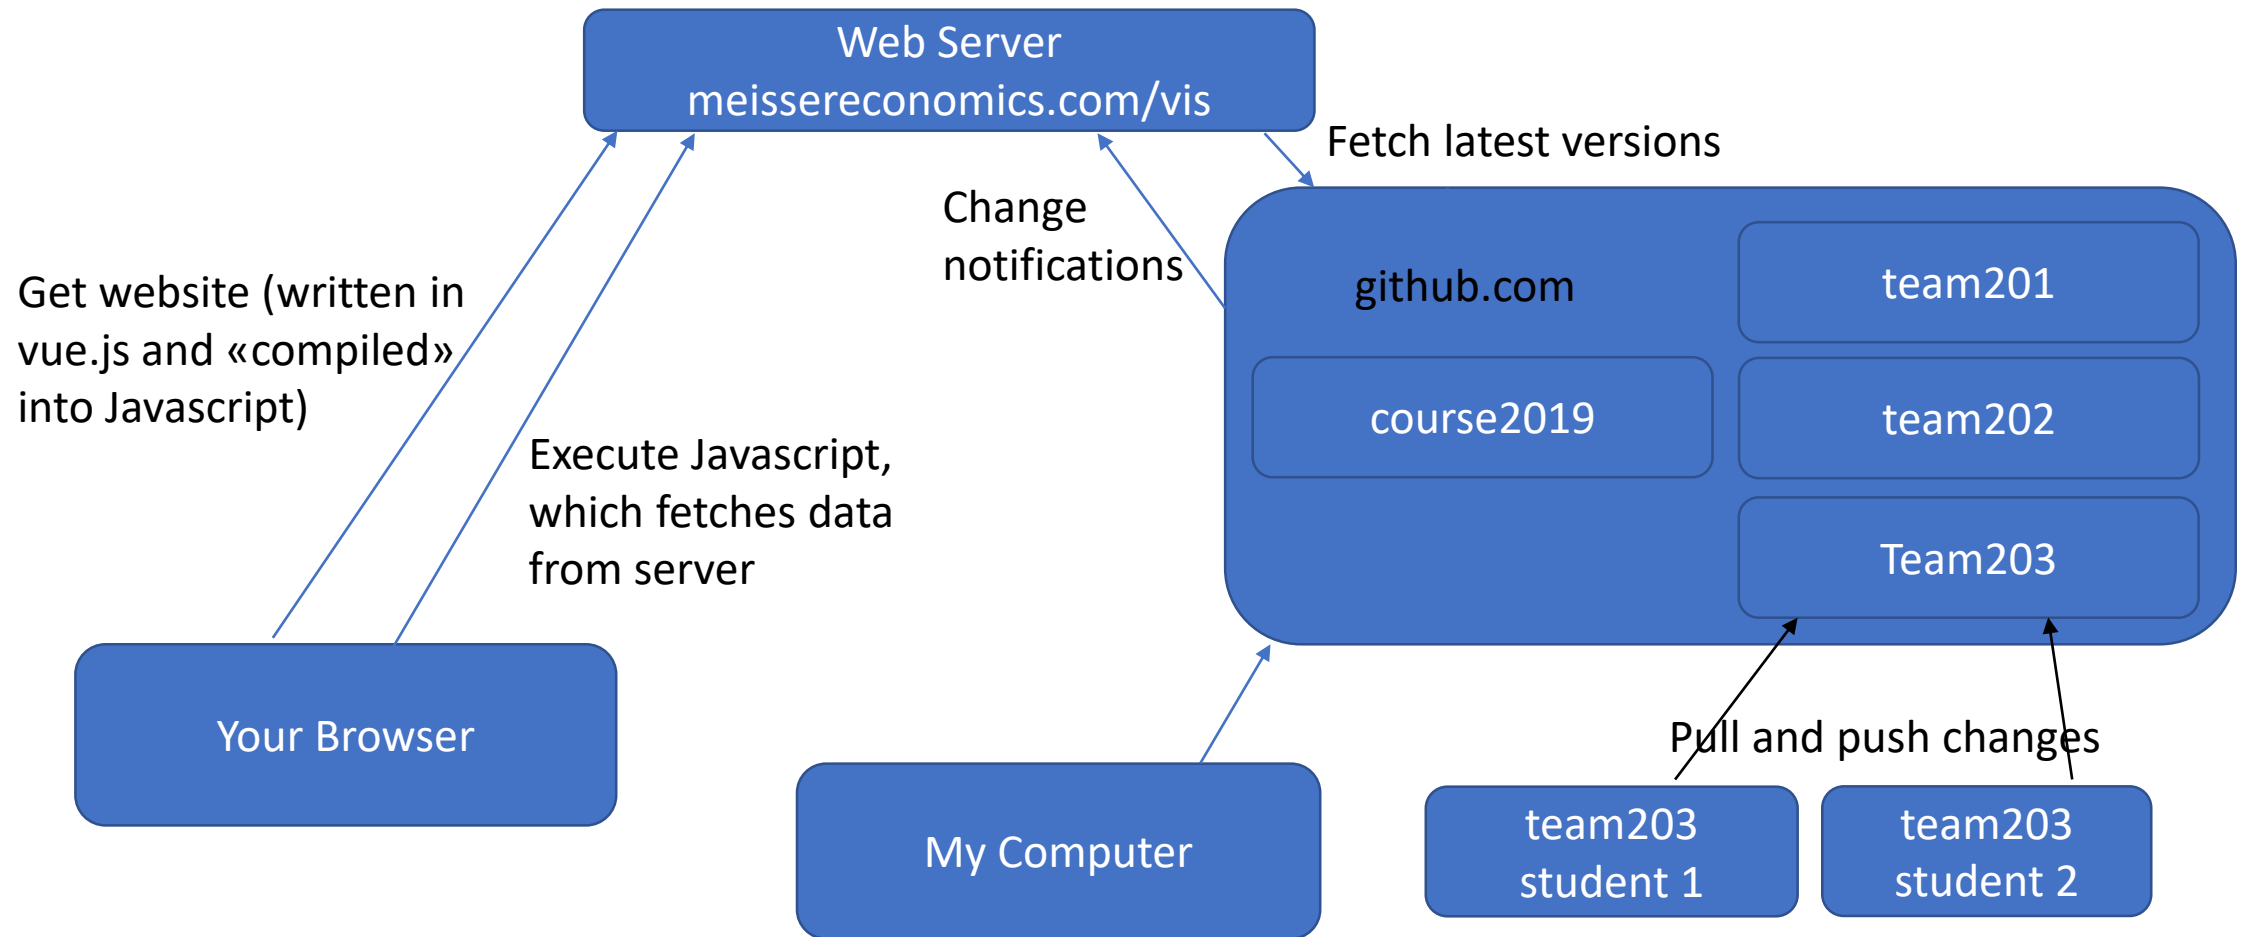 Web Server
meissereconomics.com/vis
Fetch latest versions
Change
notifications
github.com
team201
course2019
team202
Team203
Get website (written in
vue.js and «compiled»
into Javascript)
Execute Javascript,
which fetches data
from server
Your Browser
My Computer
Pull and push changes
team203
student 1
team203
student 2